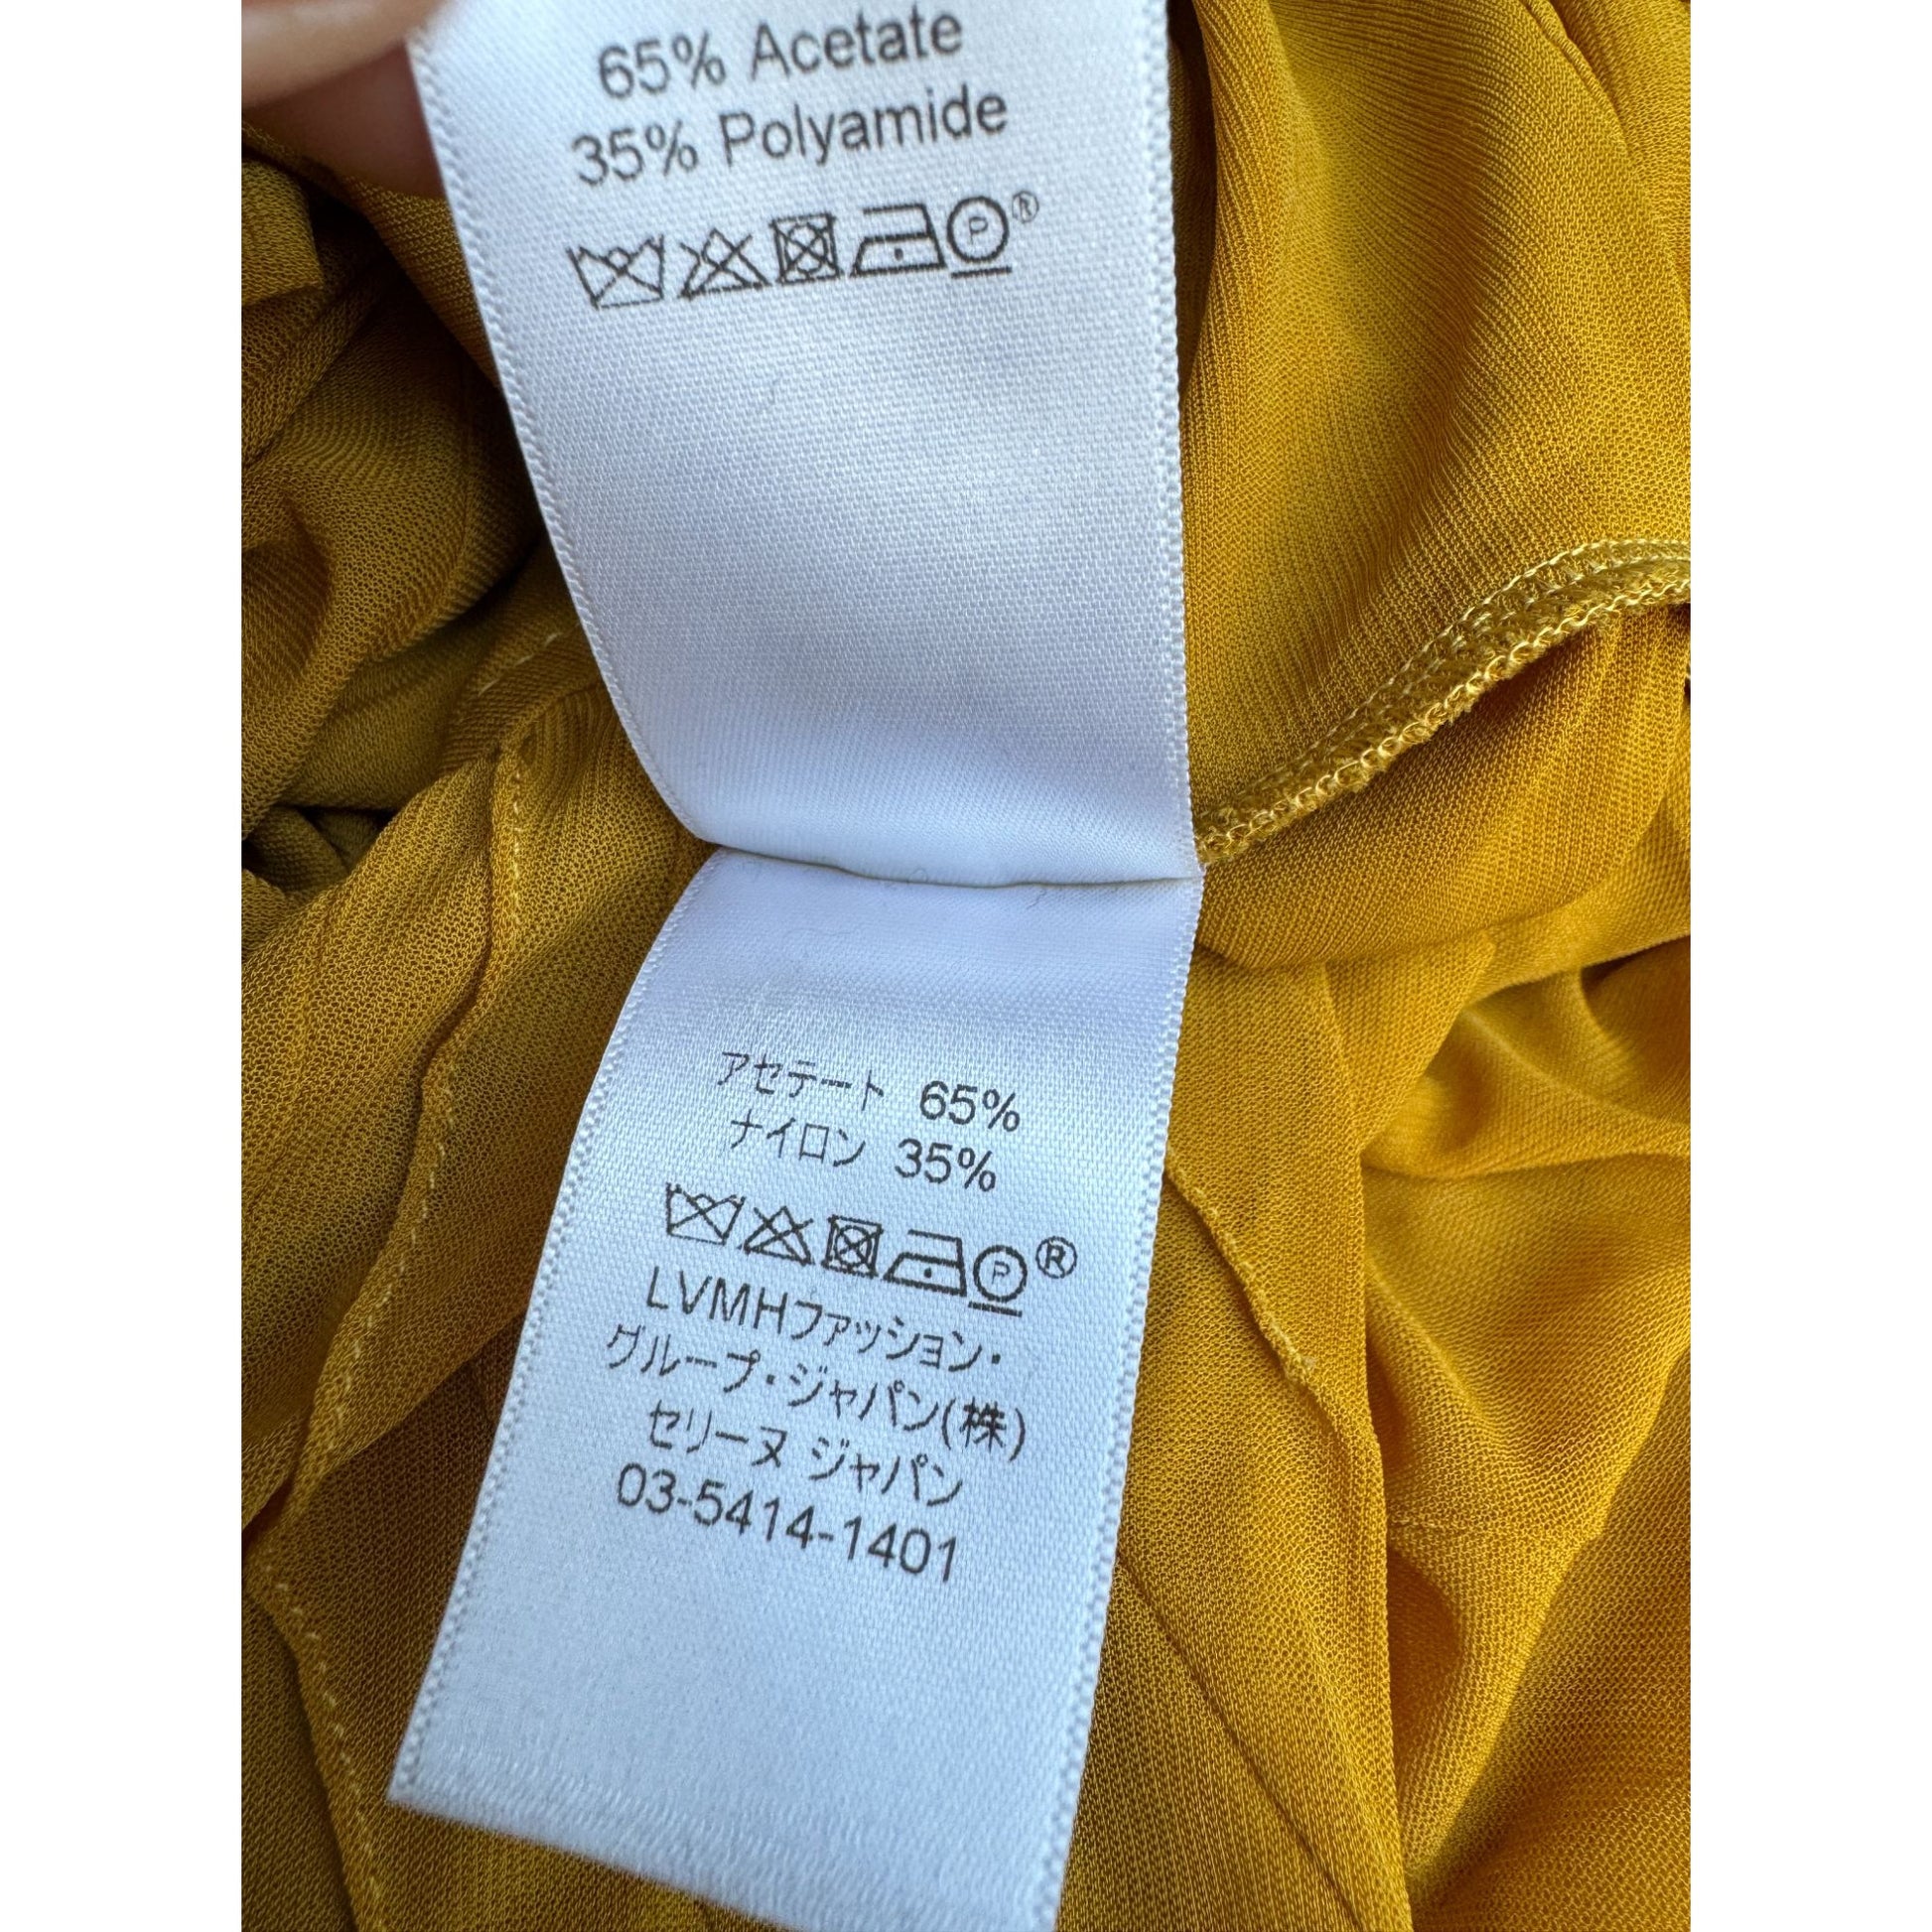 65% Acetate
35% Polyamide
P®
アセテート 65%
ナイロン 35%
P®
LVMHファッション・
グループ・ジャパン(株)
セリーヌ ジャパン
03-5414-1401